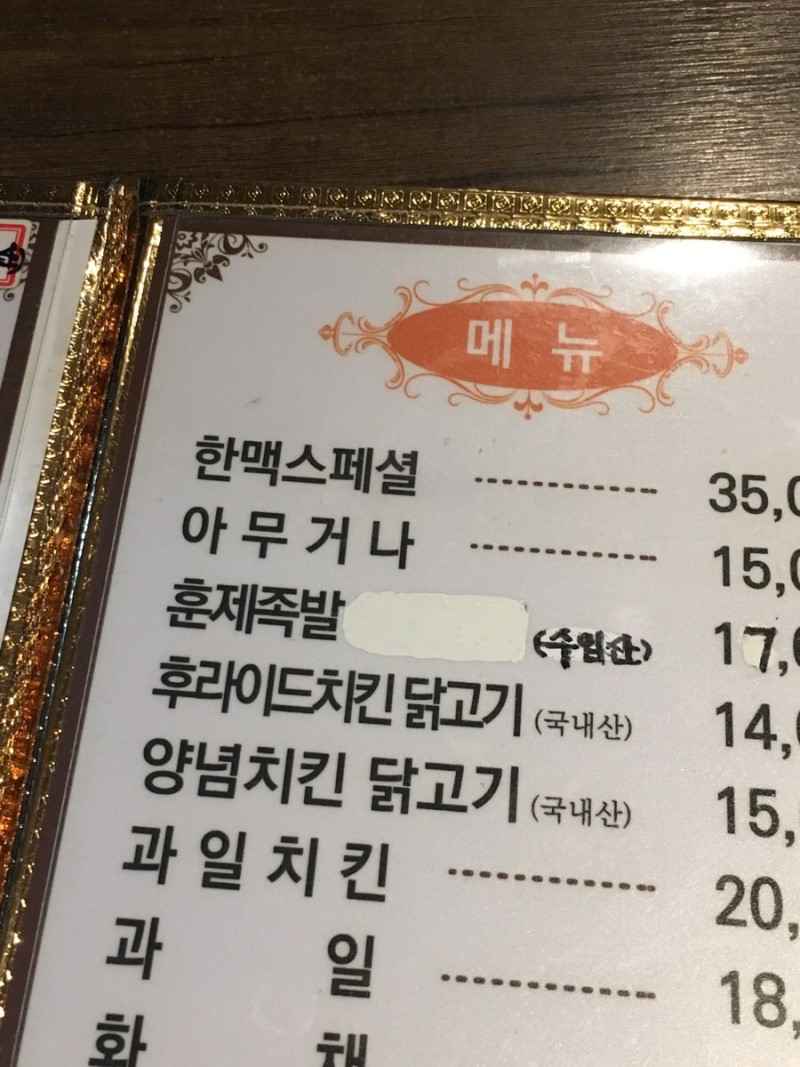 메뉴
한맥스페셜 ---------------- 35,0
아무거나 ---------------- 15,0
훈제족발 (수입산) 17,0
후라이드치킨 닭고기 (국내산) 14,0
양념치킨 닭고기 (국내산) 15,
과일치킨 ---------------- 20,
과일 ---------------- 18,
화채